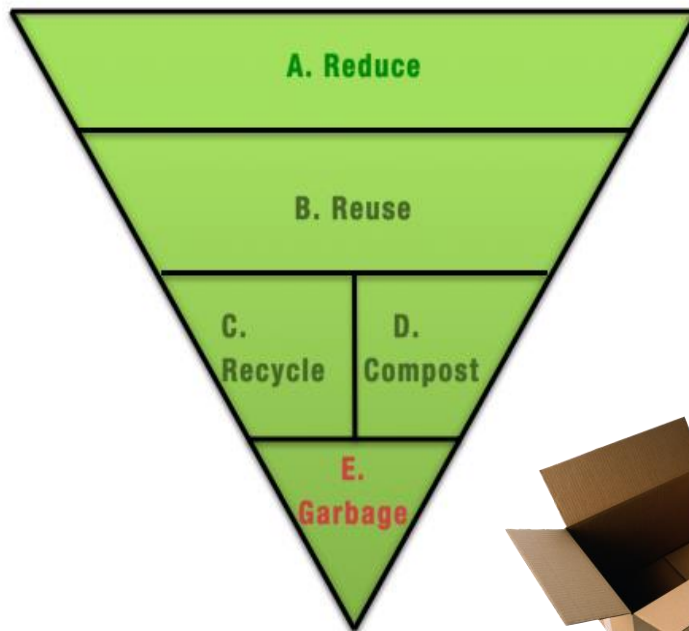 A. Reduce
B. Reuse
C.
Recycle
D.
Compost
E.
Garbage